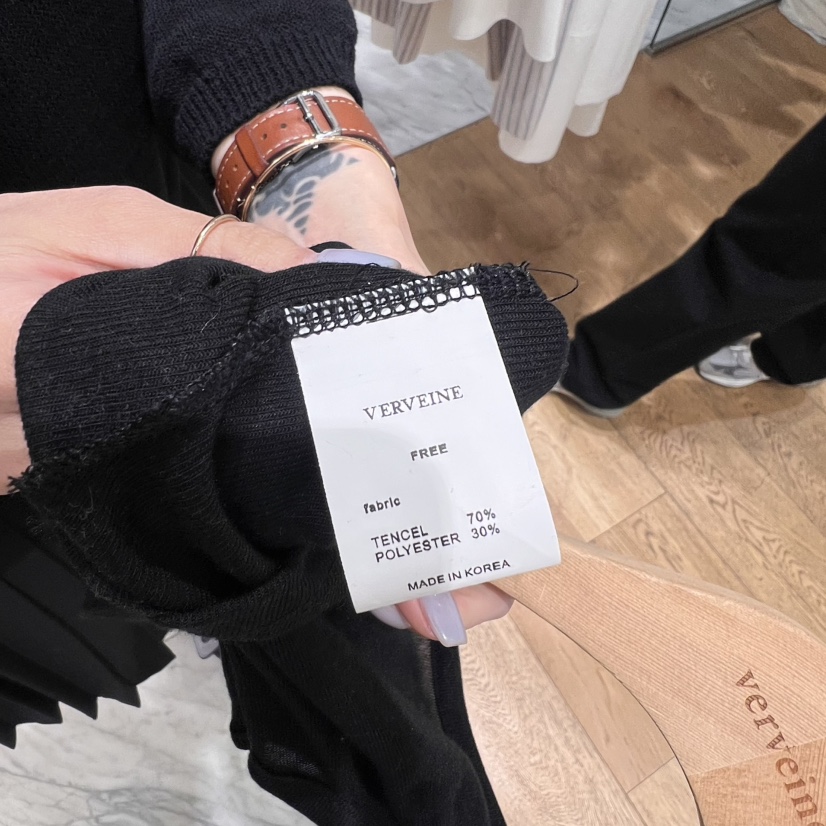 VERVEINE
FREE
fabric
TENCEL 70%
POLYESTER 30%
MADE IN KOREA
verveine